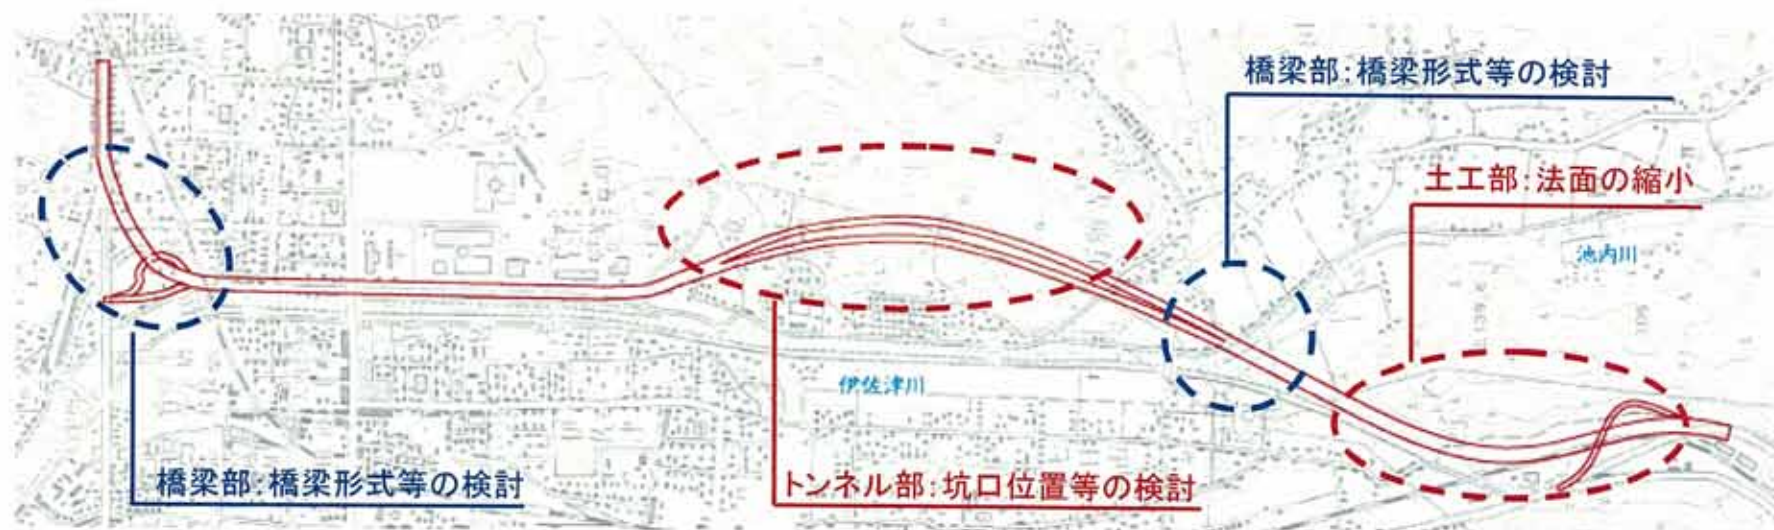 橋梁部:橋梁形式等の検討
土工部:法面の縮小
池内川
伊佐津川
橋梁部:橋梁形式等の検討
トンネル部:坑口位置等の検討